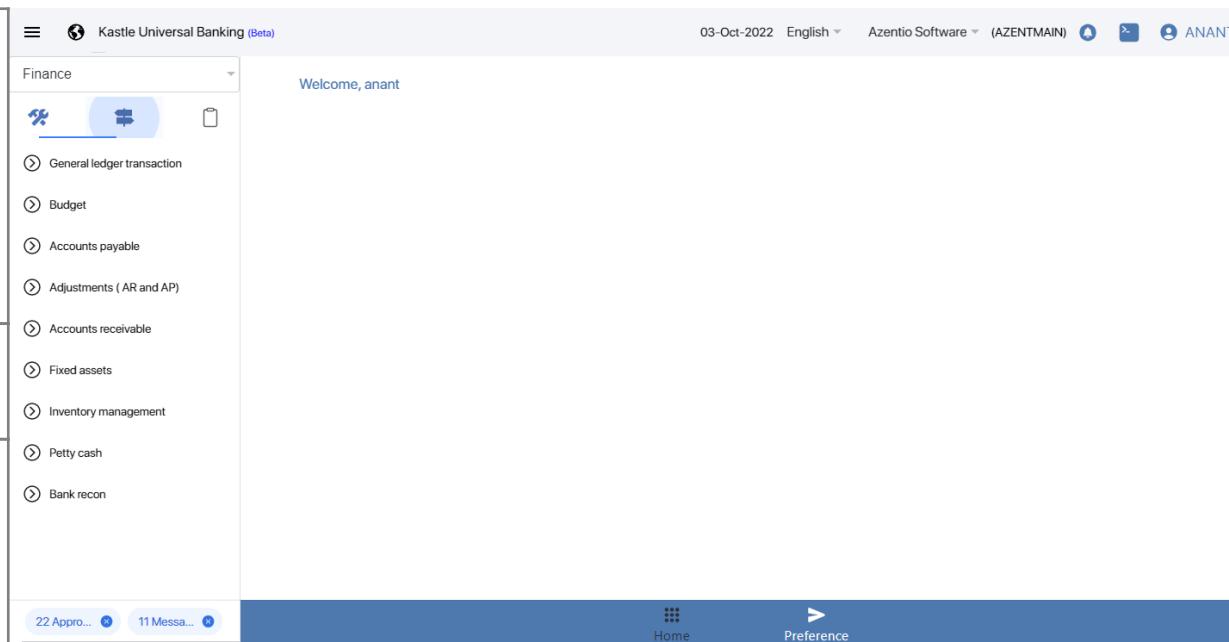 Kastle Universal Banking (Beta)
03-Oct-2022 English Azentio Software (AZENTMAIN) ANANT
Finance
Welcome, anant
General ledger transaction
Budget
Accounts payable
Adjustments ( AR and AP)
Accounts receivable
Fixed assets
Inventory management
Petty cash
Bank recon
22 Appro... 11 Messa...
Home
Preference